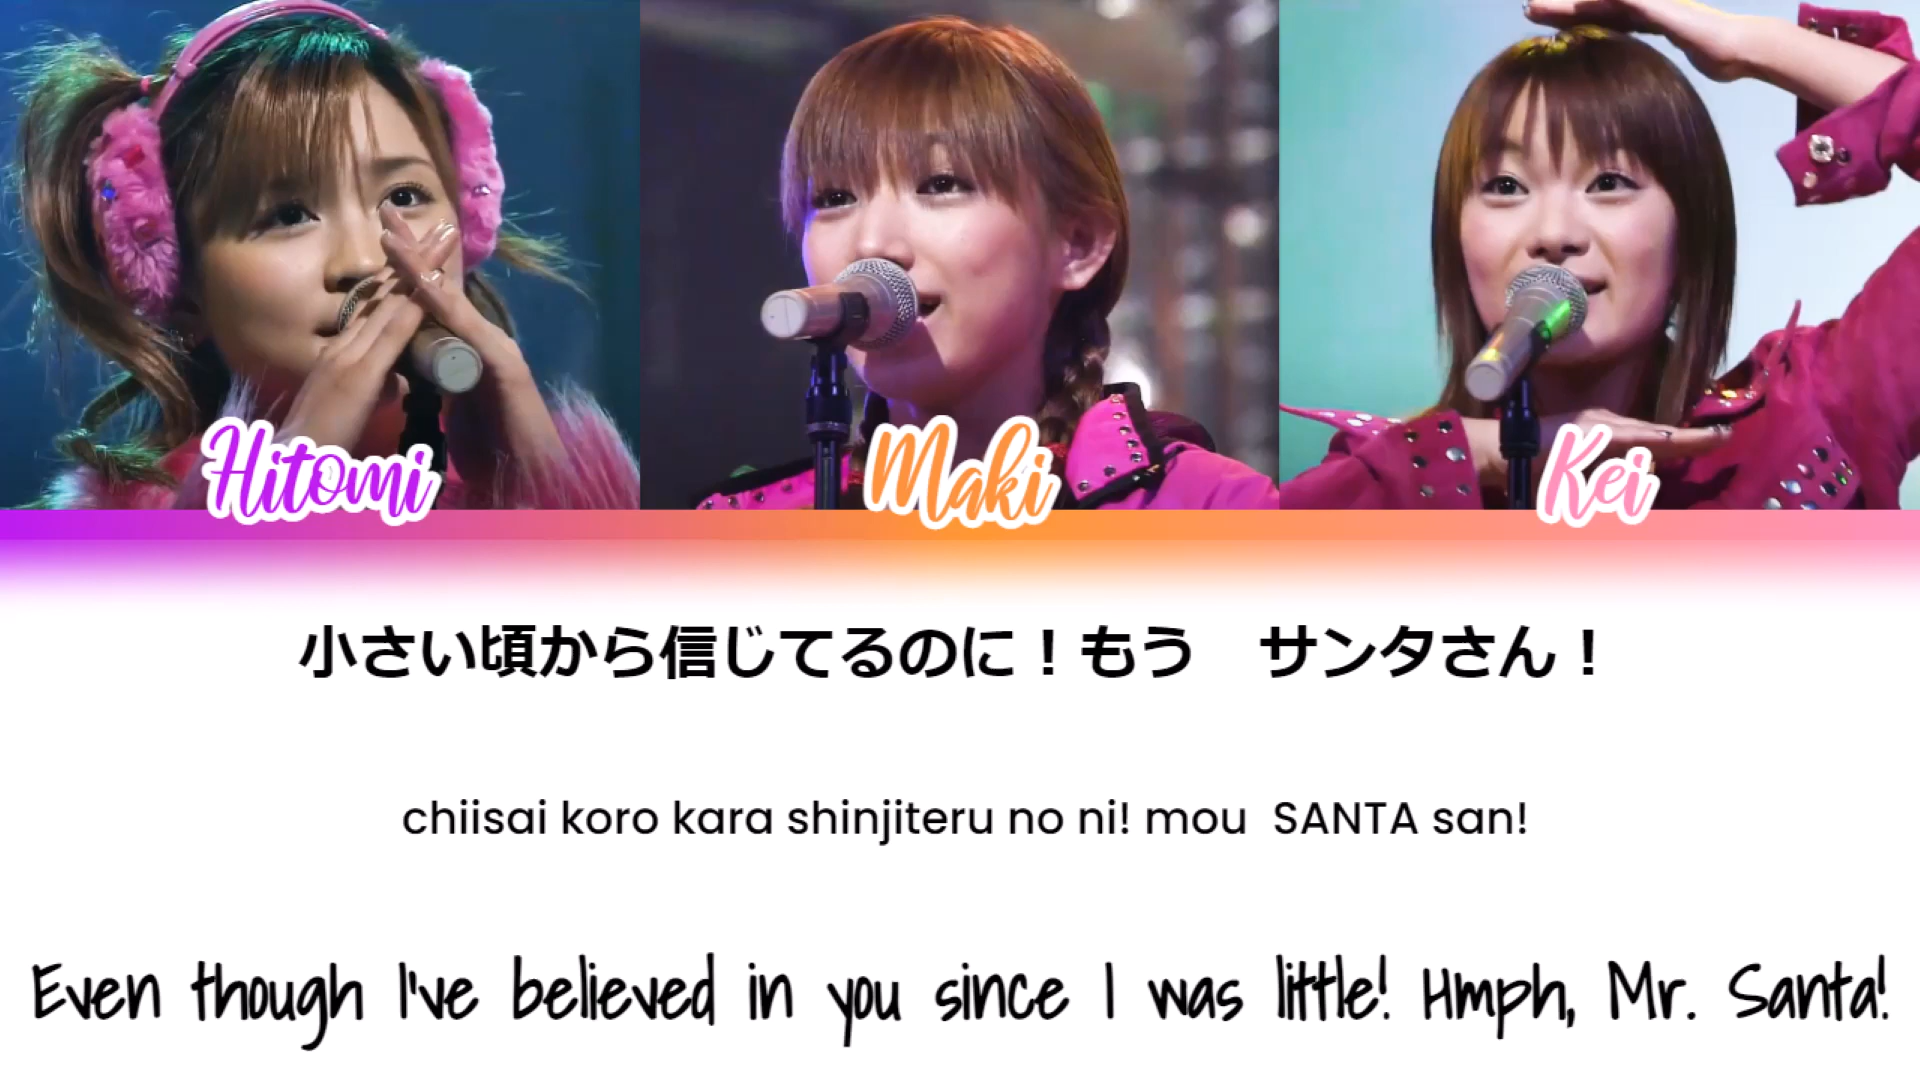 Hitomi
Maki
Kei
小さい頃から信じてるのに！もう　サンタさん！
chiisai koro kara shinjiteru no ni! mou  SANTA san!
Even though I've believed in you since I was little! Hmph, Mr. Santa!